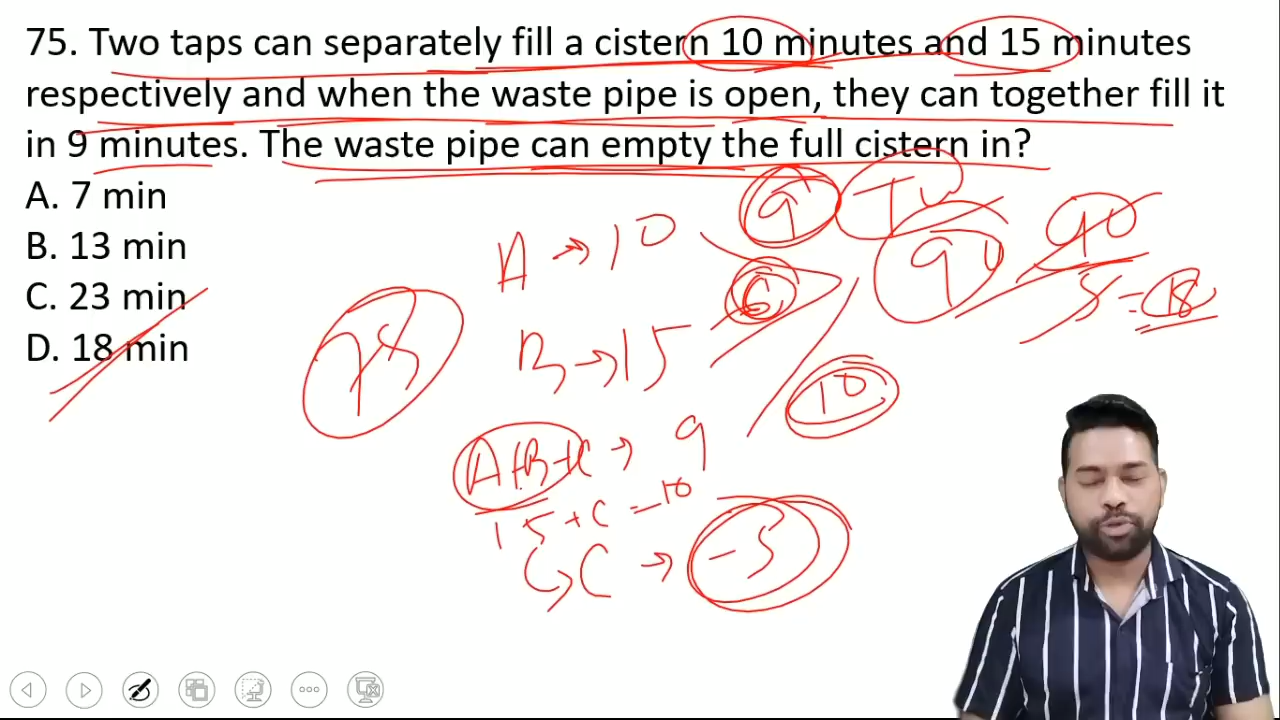 75. Two taps can separately fill a cistern 10 minutes and 15 minutes
respectively and when the waste pipe is open, they can together fill it
in 9 minutes. The waste pipe can empty the full cistern in?
A. 7 min
B. 13 min
C. 23 min
D. 18 min
9 TW
A → 10
90 90
6
5 = 18
B → 15
75
10
A+B+C → 9
15 + C = 10
C → -5